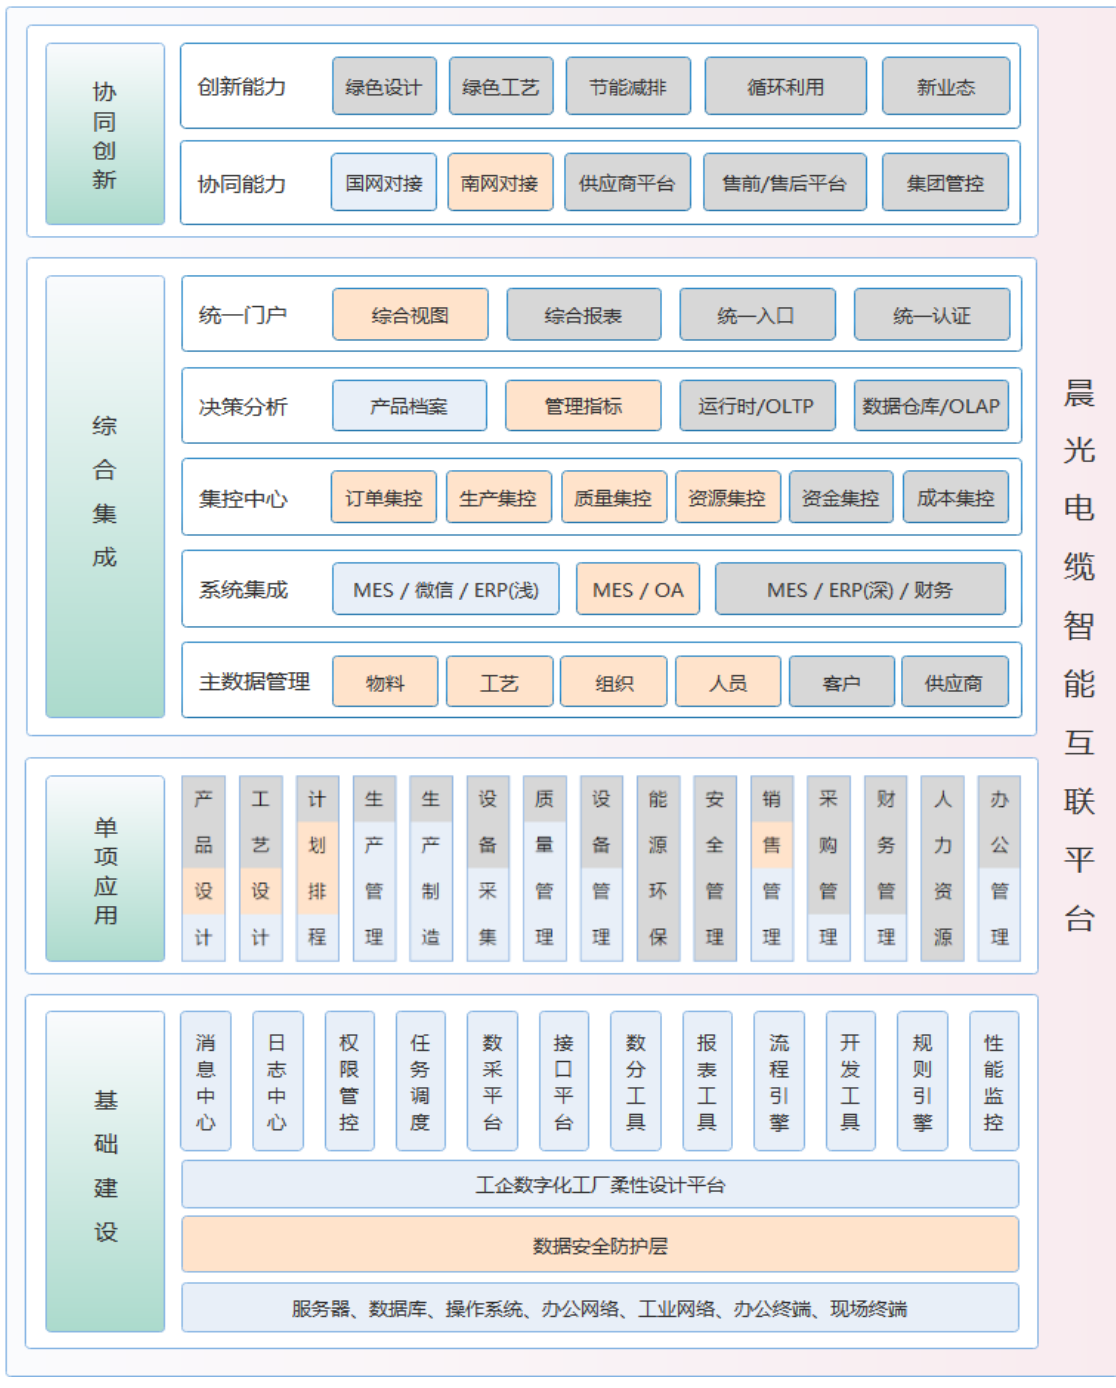 协同创新
创新能力 绿色设计 绿色工艺 节能减排 循环利用 新业态
协同能力 国网对接 南网对接 供应商平台 售前/售后平台 集团管控
综合集成
统一门户 综合视图 综合报表 统一入口 统一认证
决策分析 产品档案 管理指标 运行时/OLTP 数据仓库/OLAP
集控中心 订单集控 生产集控 质量集控 资源集控 资金集控 成本集控
系统集成 MES / 微信 / ERP(浅) MES / OA MES / ERP(深) / 财务
主数据管理 物料 工艺 组织 人员 客户 供应商
单项应用
产品设计
工艺设计
计划排程
生产管理
生产制造
设备采集
质量管理
设备管理
能源环保
安全管理
销售管理
采购管理
财务管理
人力资源
办公管理
基础建设
消息中心
日志中心
权限管控
任务调度
数采平台
接口平台
数分工具
报表工具
流程引擎
开发工具
规则引擎
性能监控
工企数字化工厂柔性设计平台
数据安全防护层
服务器、数据库、操作系统、办公网络、工业网络、办公终端、现场终端
晨光电缆智能互联平台